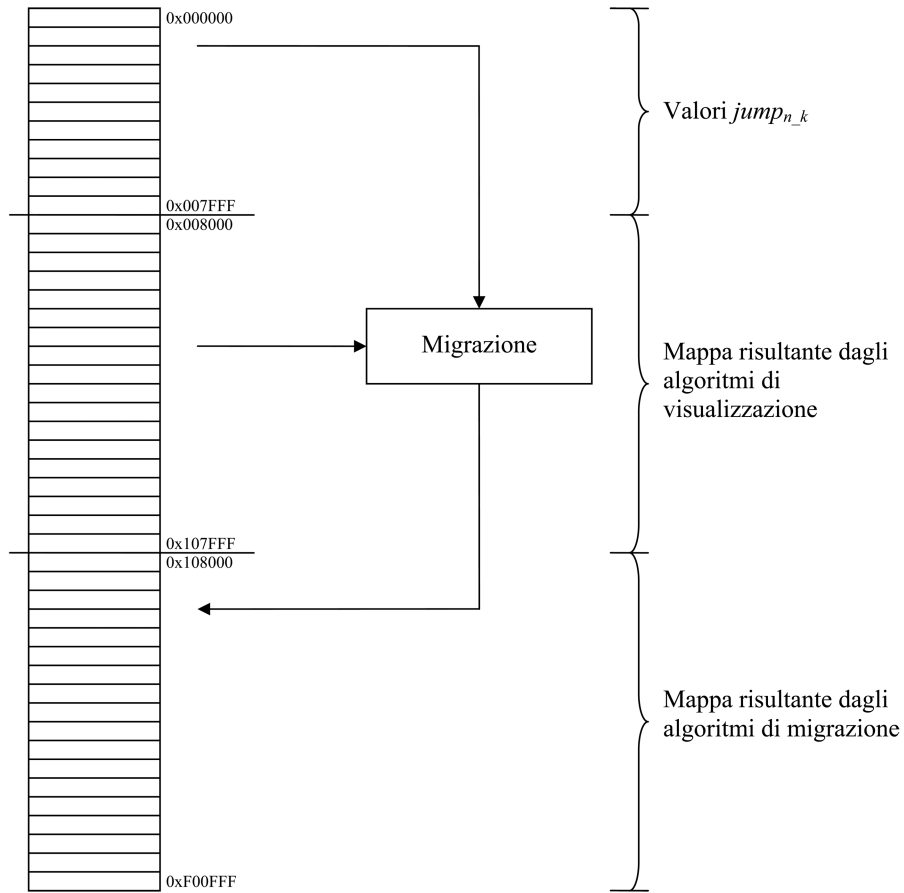 0x000000
Valori jumpn_k
0x007FFF
0x008000
Migrazione
Mappa risultante dagli
algoritmi di
visualizzazione
0x107FFF
0x108000
Mappa risultante dagli
algoritmi di migrazione
0xF00FFF